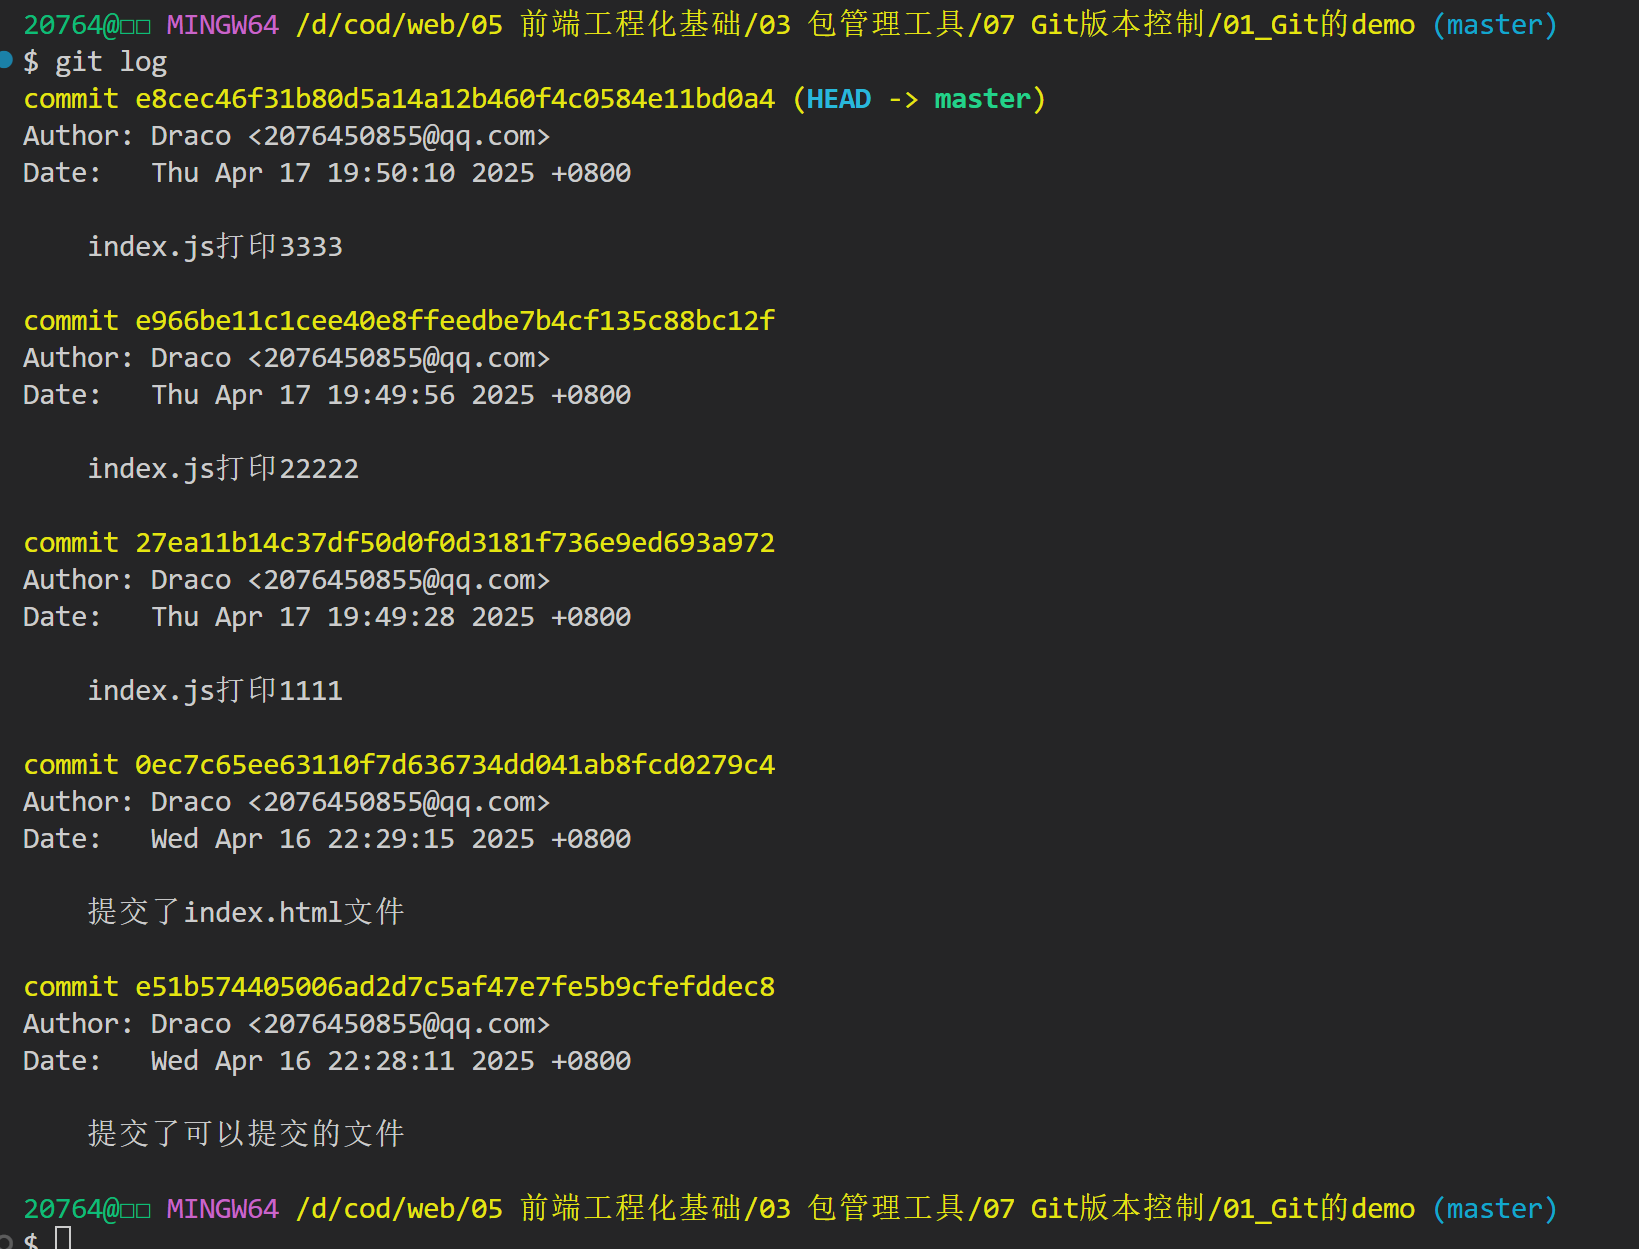 20764@□□ MINGW64 /d/cod/web/05 前端工程化基础/03 包管理工具/07 Git版本控制/01_Git的demo (master)
$ git log
commit e8cec46f31b80d5a14a12b460f4c0584e11bd0a4 (HEAD -> master)
Author: Draco <2076450855@qq.com>
Date:   Thu Apr 17 19:50:10 2025 +0800
    index.js打印3333
commit e966be11c1cee40e8ffeedbe7b4cf135c88bc12f
Author: Draco <2076450855@qq.com>
Date:   Thu Apr 17 19:49:56 2025 +0800
    index.js打印22222
commit 27ea11b14c37df50d0f0d3181f736e9ed693a972
Author: Draco <2076450855@qq.com>
Date:   Thu Apr 17 19:49:28 2025 +0800
    index.js打印1111
commit 0ec7c65ee63110f7d636734dd041ab8fcd0279c4
Author: Draco <2076450855@qq.com>
Date:   Wed Apr 16 22:29:15 2025 +0800
    提交了index.html文件
commit e51b574405006ad2d7c5af47e7fe5b9cfefddec8
Author: Draco <2076450855@qq.com>
Date:   Wed Apr 16 22:28:11 2025 +0800
    提交了可以提交的文件
20764@□□ MINGW64 /d/cod/web/05 前端工程化基础/03 包管理工具/07 Git版本控制/01_Git的demo (master)
$